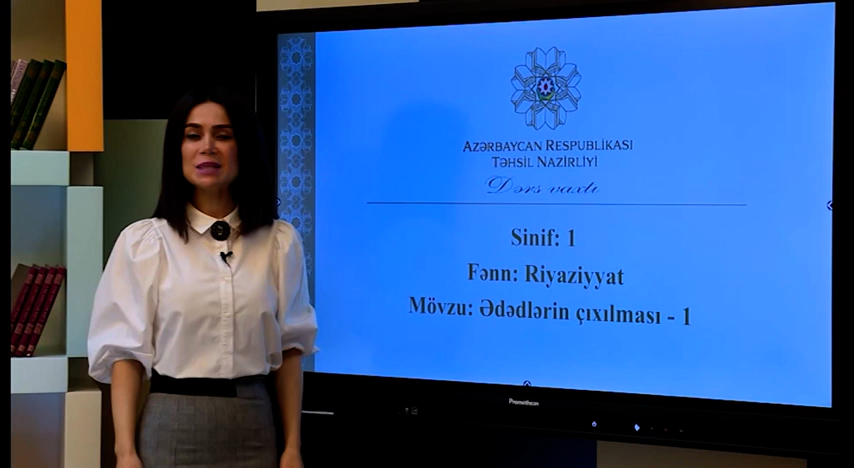 AZƏRBAYCAN RESPUBLİKASI
TƏHSİL NAZİRLİYİ
Dərs vaxtı
Sinif: 1
Fənn: Riyaziyyat
Mövzu: Ədədlərin çıxılması - 1
Promethean